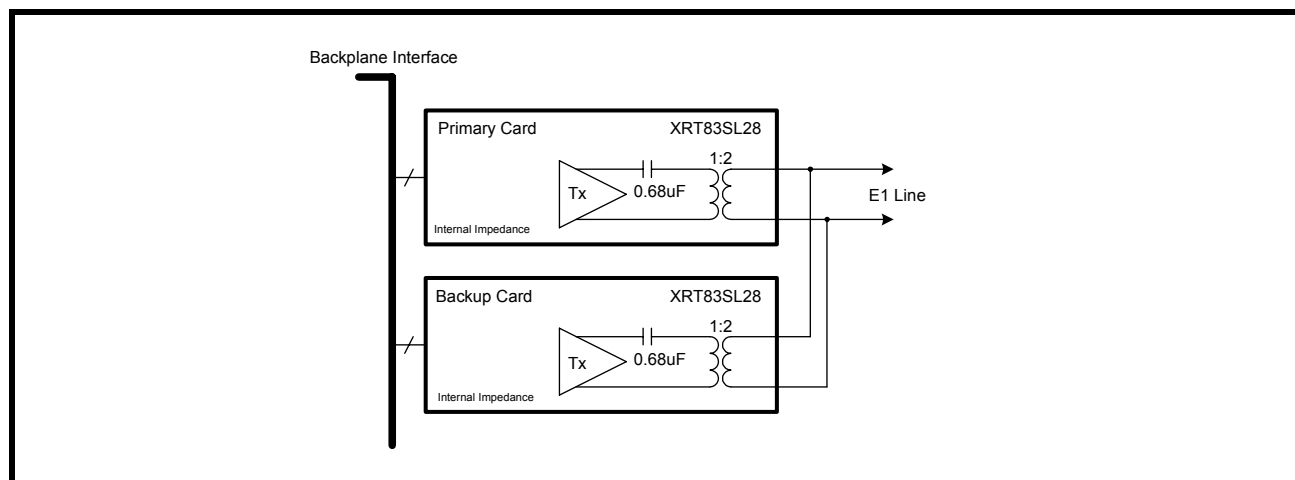 Backplane Interface
Primary Card
XRT83SL28
1:2
Tx
0.68uF
Internal Impedance
E1 Line
Backup Card
XRT83SL28
1:2
Tx
0.68uF
Internal Impedance